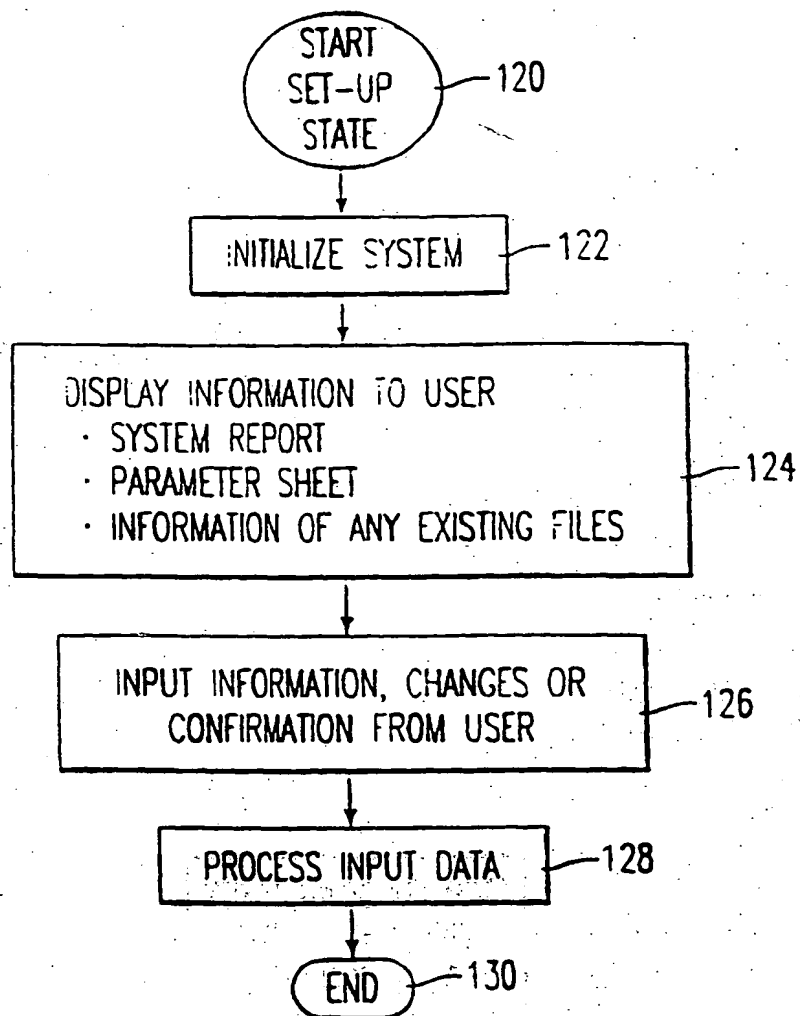 START
SET-UP
STATE
120
INITIALIZE SYSTEM
122
DISPLAY INFORMATION TO USER
· SYSTEM REPORT
· PARAMETER SHEET
· INFORMATION OF ANY EXISTING FILES
124
INPUT INFORMATION, CHANGES OR
CONFIRMATION FROM USER
126
PROCESS INPUT DATA
128
END
130